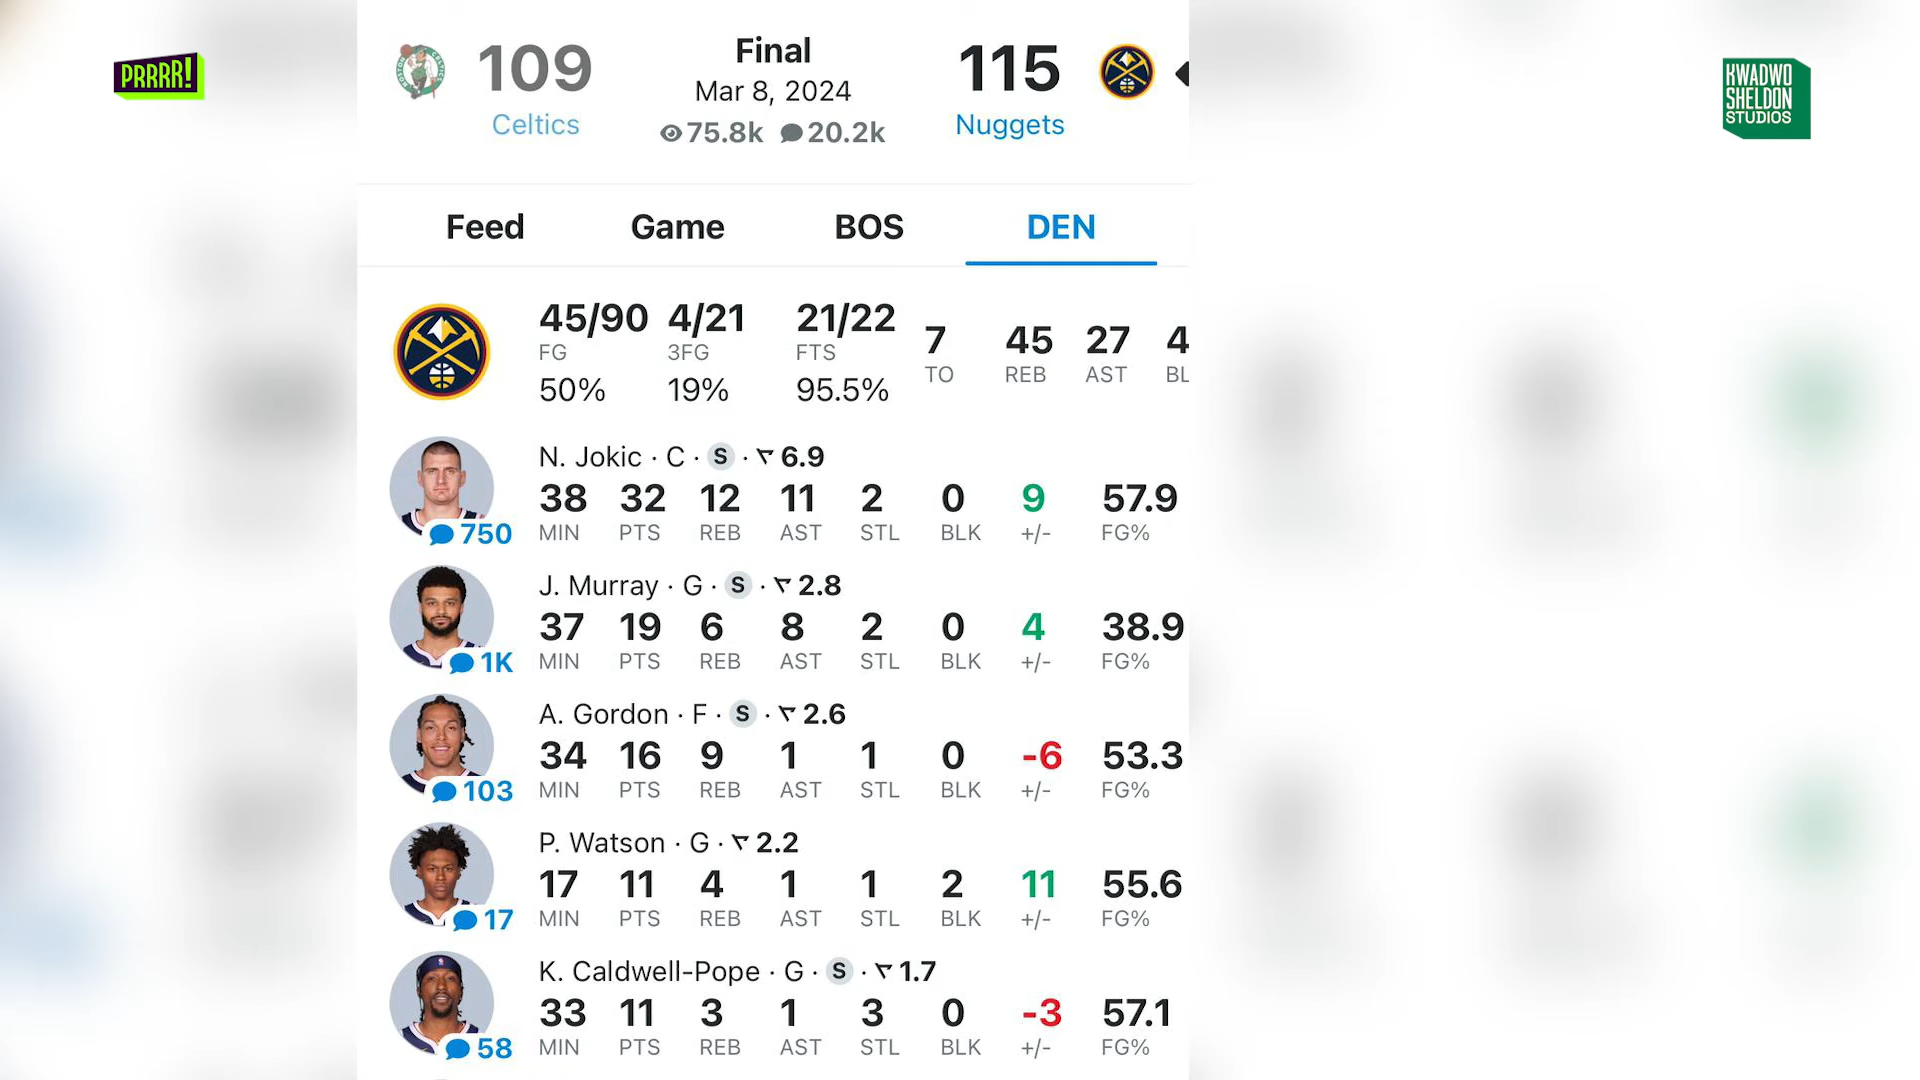 PRRRR!
KWADWO
SHELDON
STUDIOS
109 Final 115
Mar 8, 2024
Celtics 75.8k 20.2k Nuggets
Feed Game BOS DEN
45/90 4/21 21/22 7 45 27 4
FG 3FG FTS TO REB AST BL
50% 19% 95.5%
N. Jokic · C · S · 6.9
38 32 12 11 2 0 9 57.9
750 MIN PTS REB AST STL BLK +/- FG%
J. Murray · G · S · 2.8
37 19 6 8 2 0 4 38.9
1K MIN PTS REB AST STL BLK +/- FG%
A. Gordon · F · S · 2.6
34 16 9 1 1 0 -6 53.3
103 MIN PTS REB AST STL BLK +/- FG%
P. Watson · G · 2.2
17 11 4 1 1 2 11 55.6
17 MIN PTS REB AST STL BLK +/- FG%
K. Caldwell-Pope · G · S · 1.7
33 11 3 1 3 0 -3 57.1
58 MIN PTS REB AST STL BLK +/- FG%